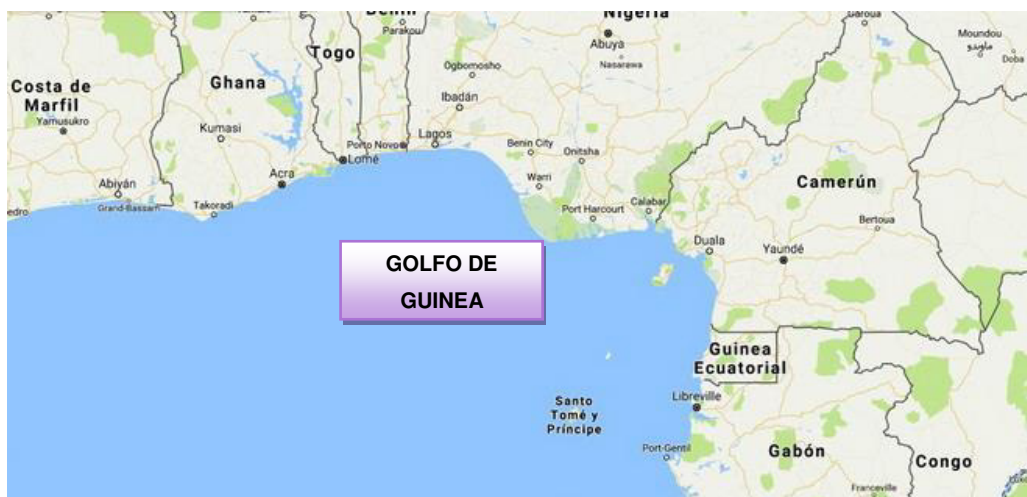 Benin
Nigeria
Garoua
Parakou
Togo
Abuya
Moundou
Nasarawa
Doba
Costa de
Marfil
Ghana
Ogbomosho
Yamusukro
Ibadán
Kumasi
Lagos
Porto Novo
Lomé
Benin City
Onitsha
Acra
Warri
Camerún
Abiyán
Grand-Bassam
Takoradi
Port Harcourt
Calabar
Bertoua
Duala
Yaundé
GOLFO DE
GUINEA
Guinea
Ecuatorial
Libreville
Santo
Tomé y
Príncipe
Port-Gentil
Gabón
Congo
Franceville